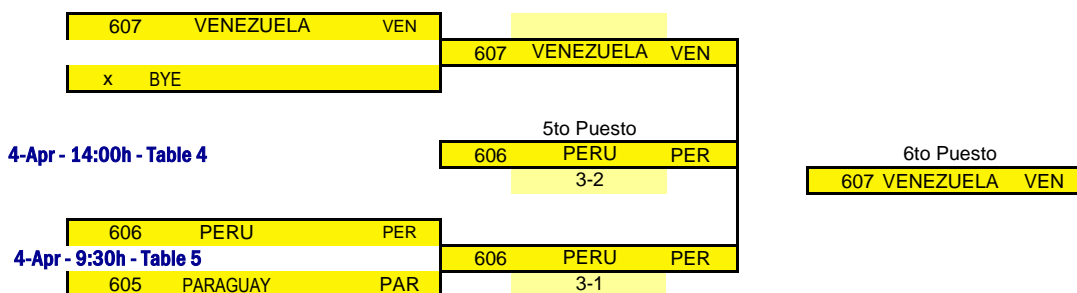 607 VENEZUELA VEN
607 VENEZUELA VEN
x BYE
5to Puesto
4-Apr - 14:00h - Table 4
606 PERU PER
6to Puesto
3-2
607 VENEZUELA VEN
606 PERU PER
4-Apr - 9:30h - Table 5
606 PERU PER
605 PARAGUAY PAR
3-1